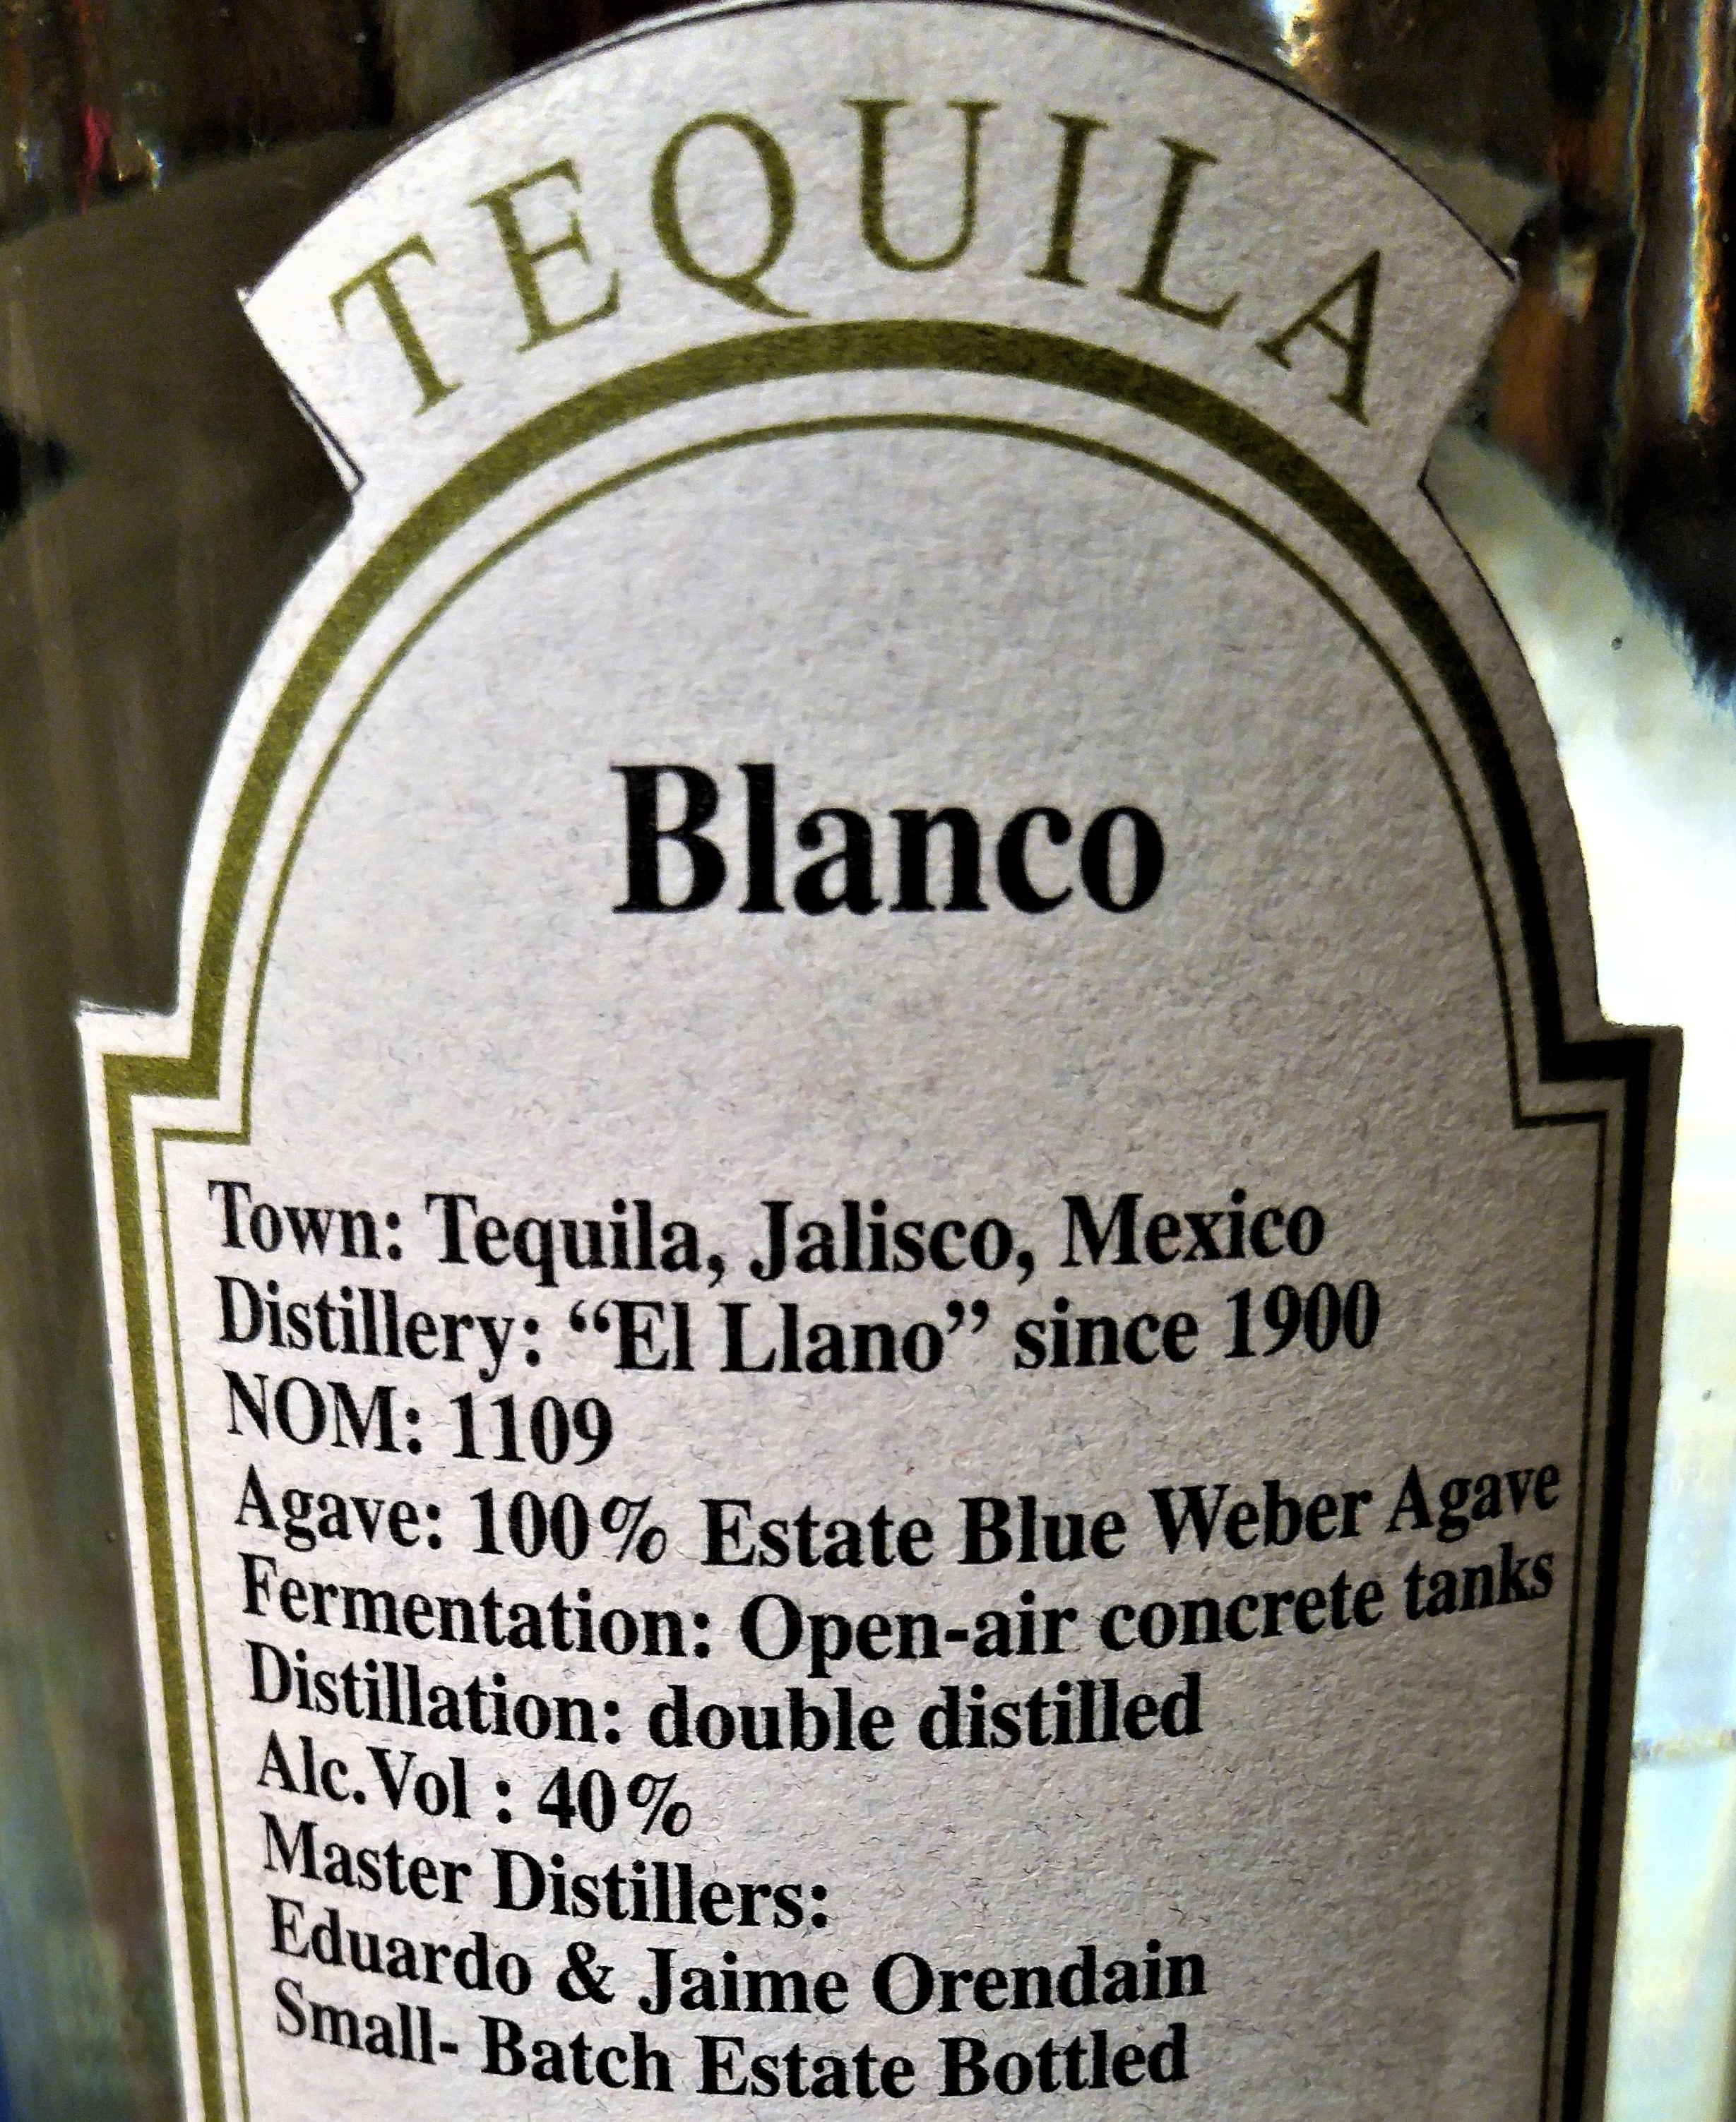 TEQUILA
Blanco
Town: Tequila, Jalisco, Mexico
Distillery: “El Llano” since 1900
NOM: 1109
Agave: 100% Estate Blue Weber Agave
Fermentation: Open-air concrete tanks
Distillation: double distilled
Alc.Vol : 40%
Master Distillers:
Eduardo & Jaime Orendain
Small- Batch Estate Bottled